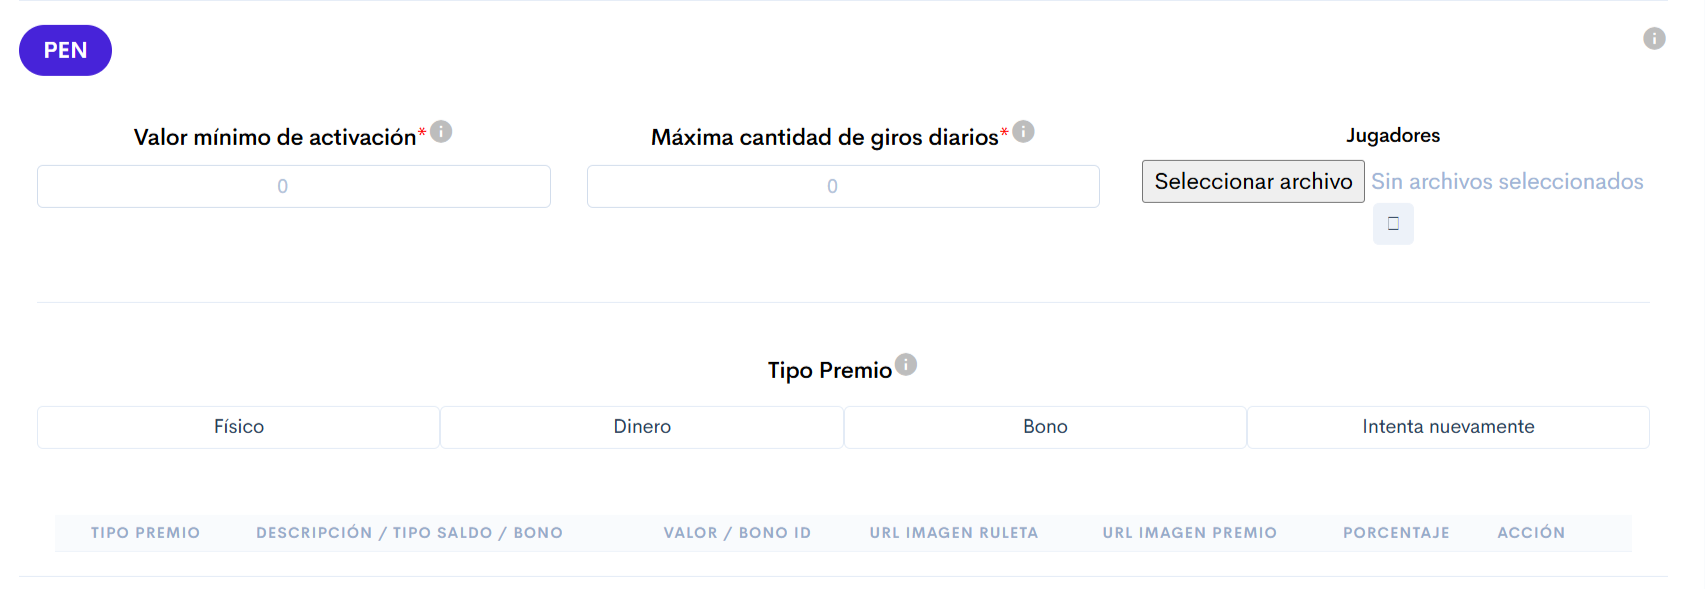 PEN
Valor mínimo de activación*
Máxima cantidad de giros diarios*
Jugadores
0
0
Seleccionar archivo Sin archivos seleccionados
Tipo Premio
Físico
Dinero
Bono
Intenta nuevamente
TIPO PREMIO
DESCRIPCIÓN / TIPO SALDO / BONO
VALOR / BONO ID
URL IMAGEN RULETA
URL IMAGEN PREMIO
PORCENTAJE
ACCIÓN